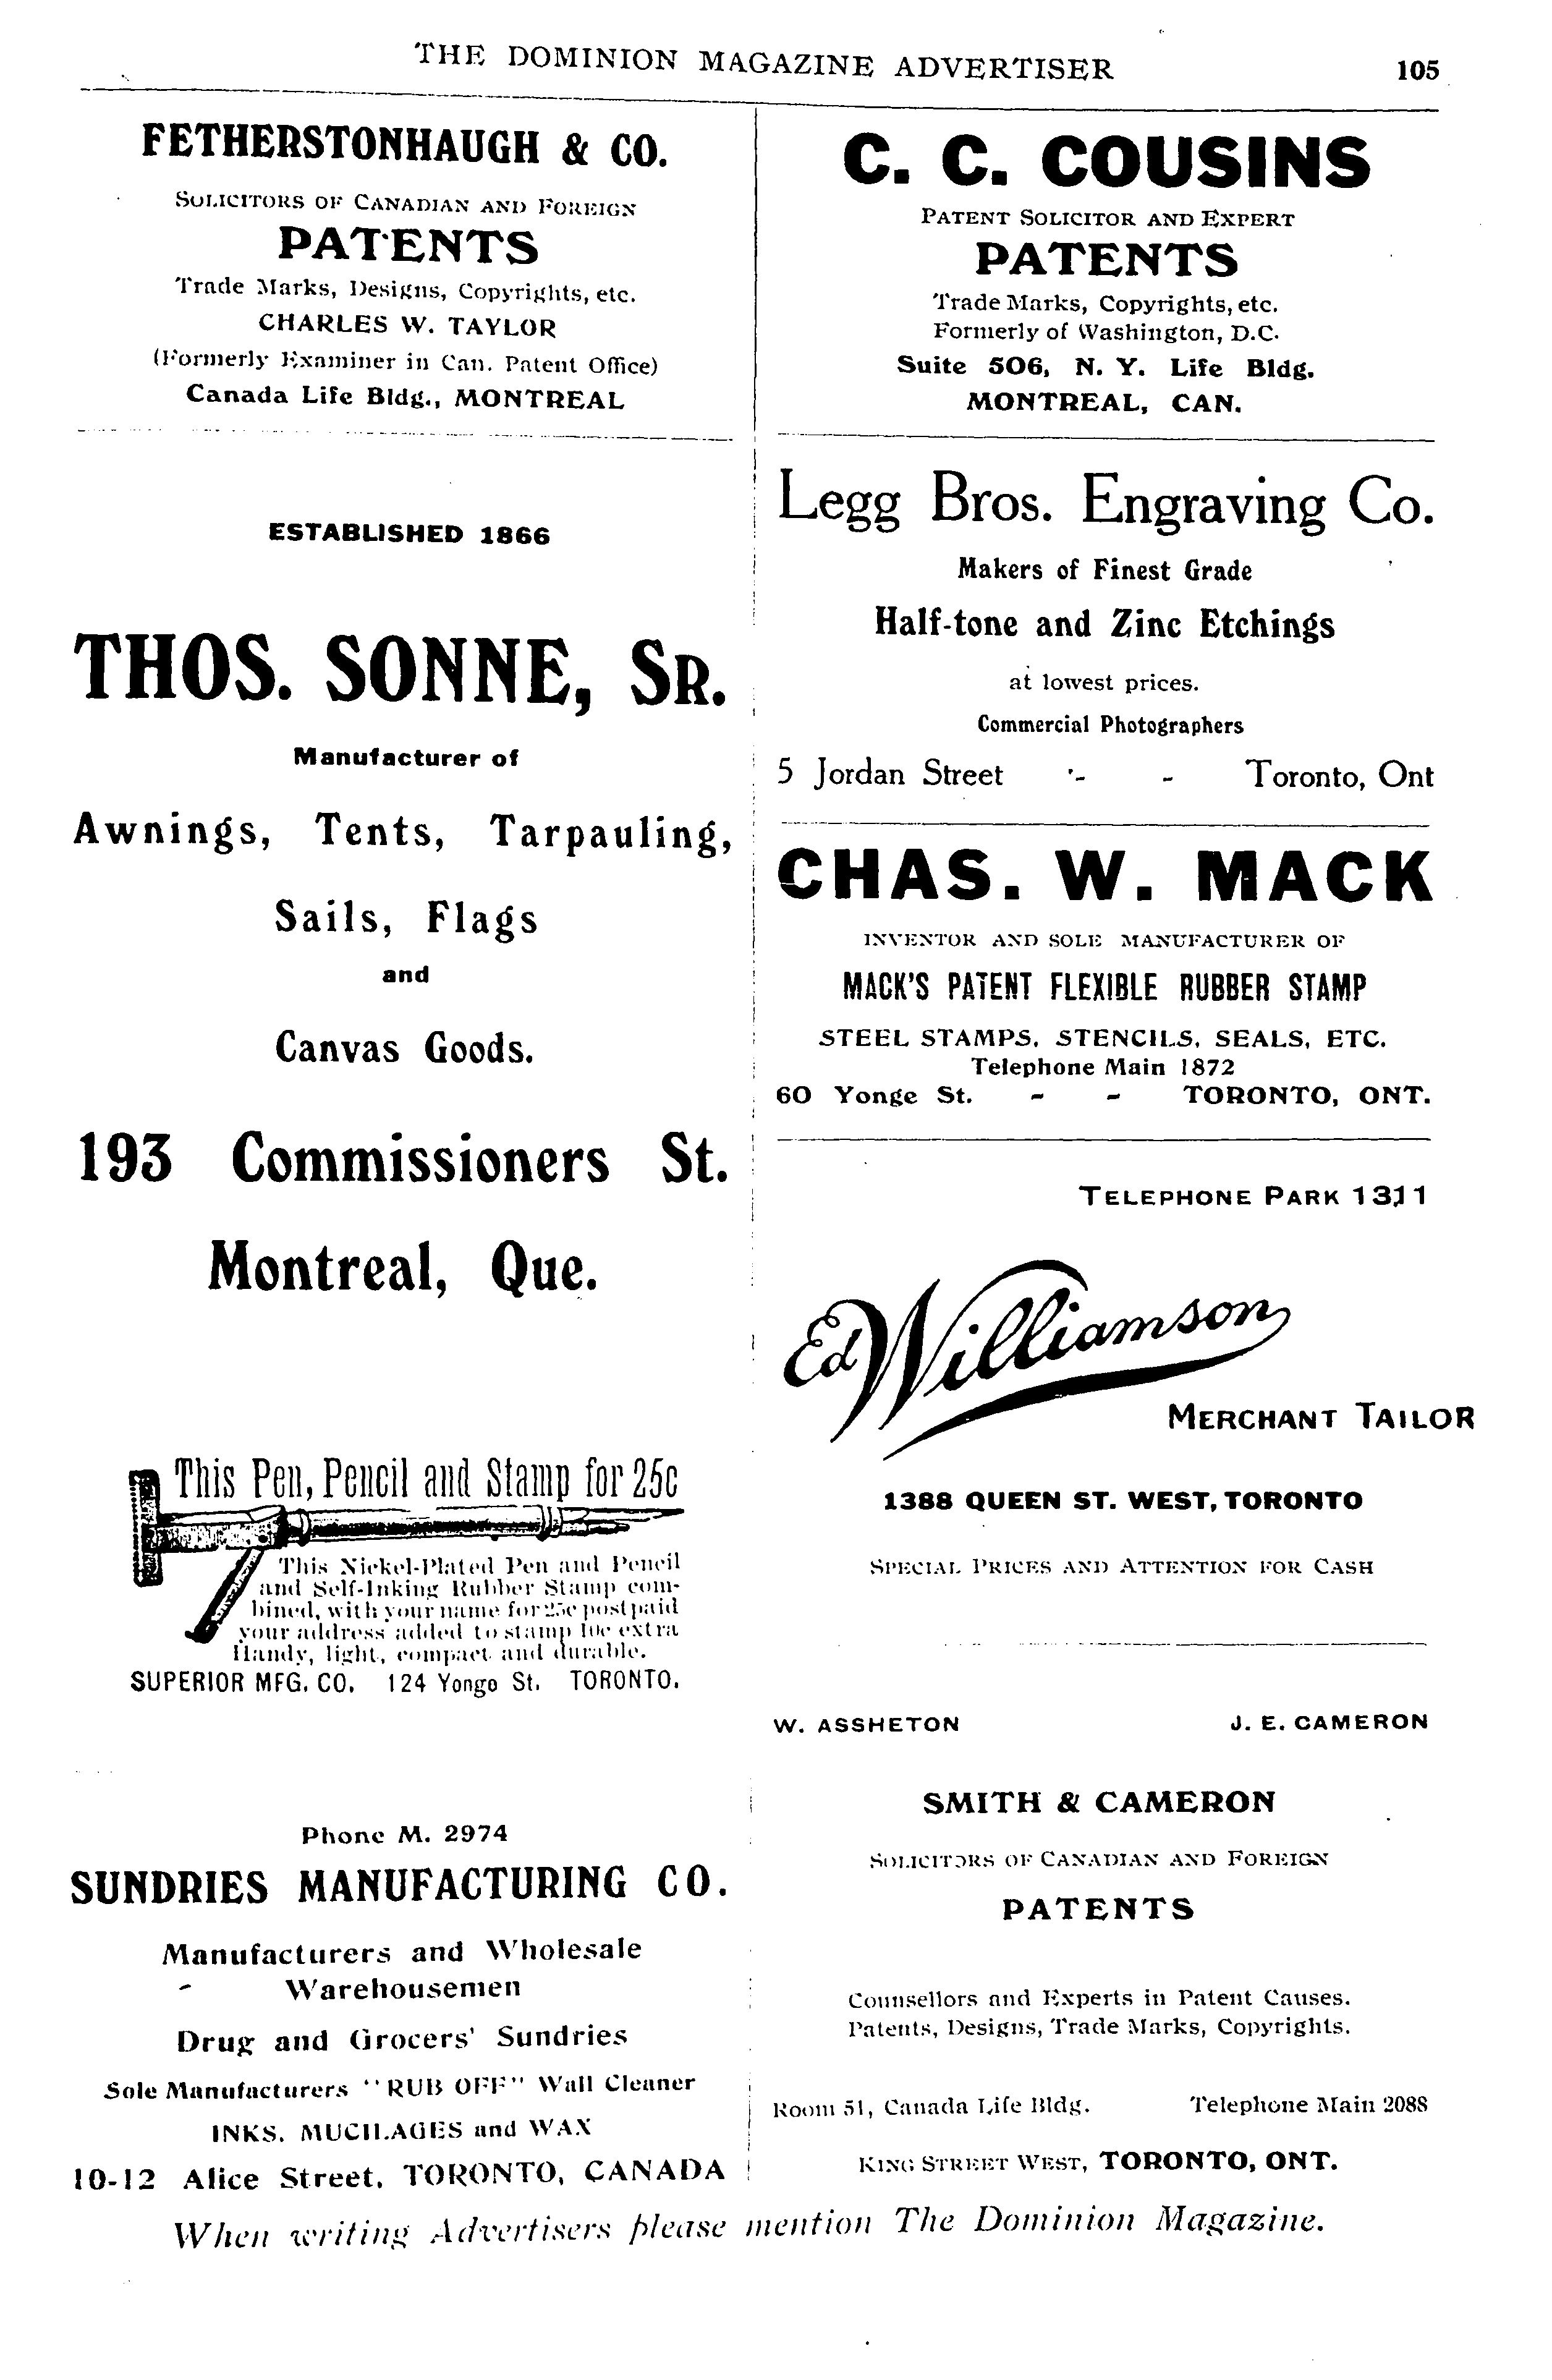 THE DOMINION MAGAZINE ADVERTISER 105
FETHERSTONHAUGH & CO.
SOLICITORS OF CANADIAN AND FOREIGN
PATENTS
Trade Marks, Designs, Copyrights, etc.
CHARLES W. TAYLOR
(Formerly Examiner in Can. Patent Office)
Canada Life Bldg., MONTREAL
ESTABLISHED 1866
THOS. SONNE, SR.
Manufacturer of
Awnings, Tents, Tarpauling,
Sails, Flags
and
Canvas Goods.
193 Commissioners St.
Montreal, Que.
This Pen, Pencil and Stamp for 25c
This Nickel-Plated Pen and Pencil
and Self-Inking Rubber Stamp com-
bined, with your name for 25c postpaid
your address added to stamp 10c extra
Handy, light, compact and durable.
SUPERIOR MFG. CO. 124 Yonge St. TORONTO.
Phone M. 2974
SUNDRIES MANUFACTURING CO.
Manufacturers and Wholesale
Warehousemen
Drug and Grocers' Sundries
Sole Manufacturers "RUB OFF" Wall Cleaner
INKS, MUCILAGES and WAX
10-12 Alice Street, TORONTO, CANADA
C. C. COUSINS
PATENT SOLICITOR AND EXPERT
PATENTS
Trade Marks, Copyrights, etc.
Formerly of Washington, D.C.
Suite 506, N. Y. Life Bldg.
MONTREAL, CAN.
Legg Bros. Engraving Co.
Makers of Finest Grade
Half-tone and Zinc Etchings
at lowest prices.
Commercial Photographers
5 Jordan Street - - Toronto, Ont
CHAS. W. MACK
INVENTOR AND SOLE MANUFACTURER OF
MACK'S PATENT FLEXIBLE RUBBER STAMP
STEEL STAMPS, STENCILS, SEALS, ETC.
Telephone Main 1872
60 Yonge St. - - TORONTO, ONT.
TELEPHONE PARK 1311
Ed Williamson
MERCHANT TAILOR
1388 QUEEN ST. WEST, TORONTO
SPECIAL PRICES AND ATTENTION FOR CASH
W. ASSHETON J. E. CAMERON
SMITH & CAMERON
SOLICITORS OF CANADIAN AND FOREIGN
PATENTS
Counsellors and Experts in Patent Causes.
Patents, Designs, Trade Marks, Copyrights.
Room 51, Canada Life Bldg. Telephone Main 2088
KING STREET WEST, TORONTO, ONT.
When writing Advertisers please mention The Dominion Magazine.